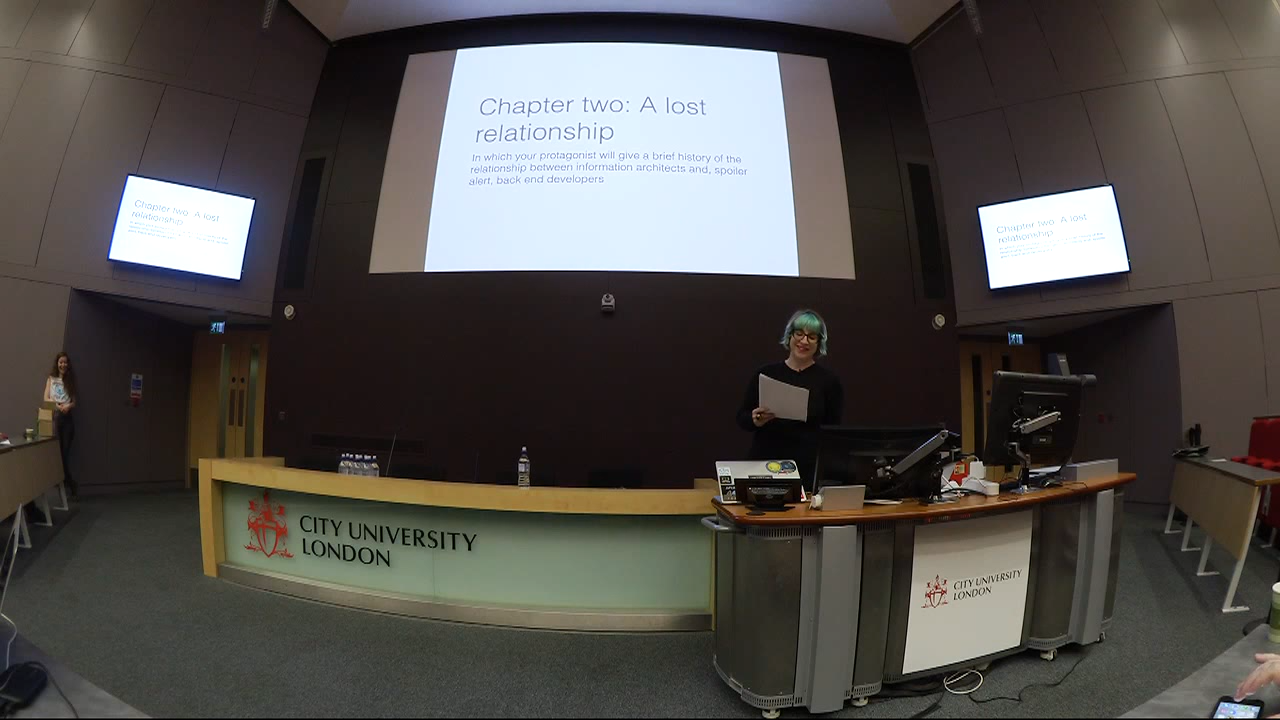 Chapter two: A lost
relationship
In which your protagonist will give a brief history of the
relationship between information architects and, spoiler
alert, back end developers
Chapter two: A lost
relationship
Chapter two: A lost
relationship
CITY UNIVERSITY
LONDON
CITY UNIVERSITY
LONDON